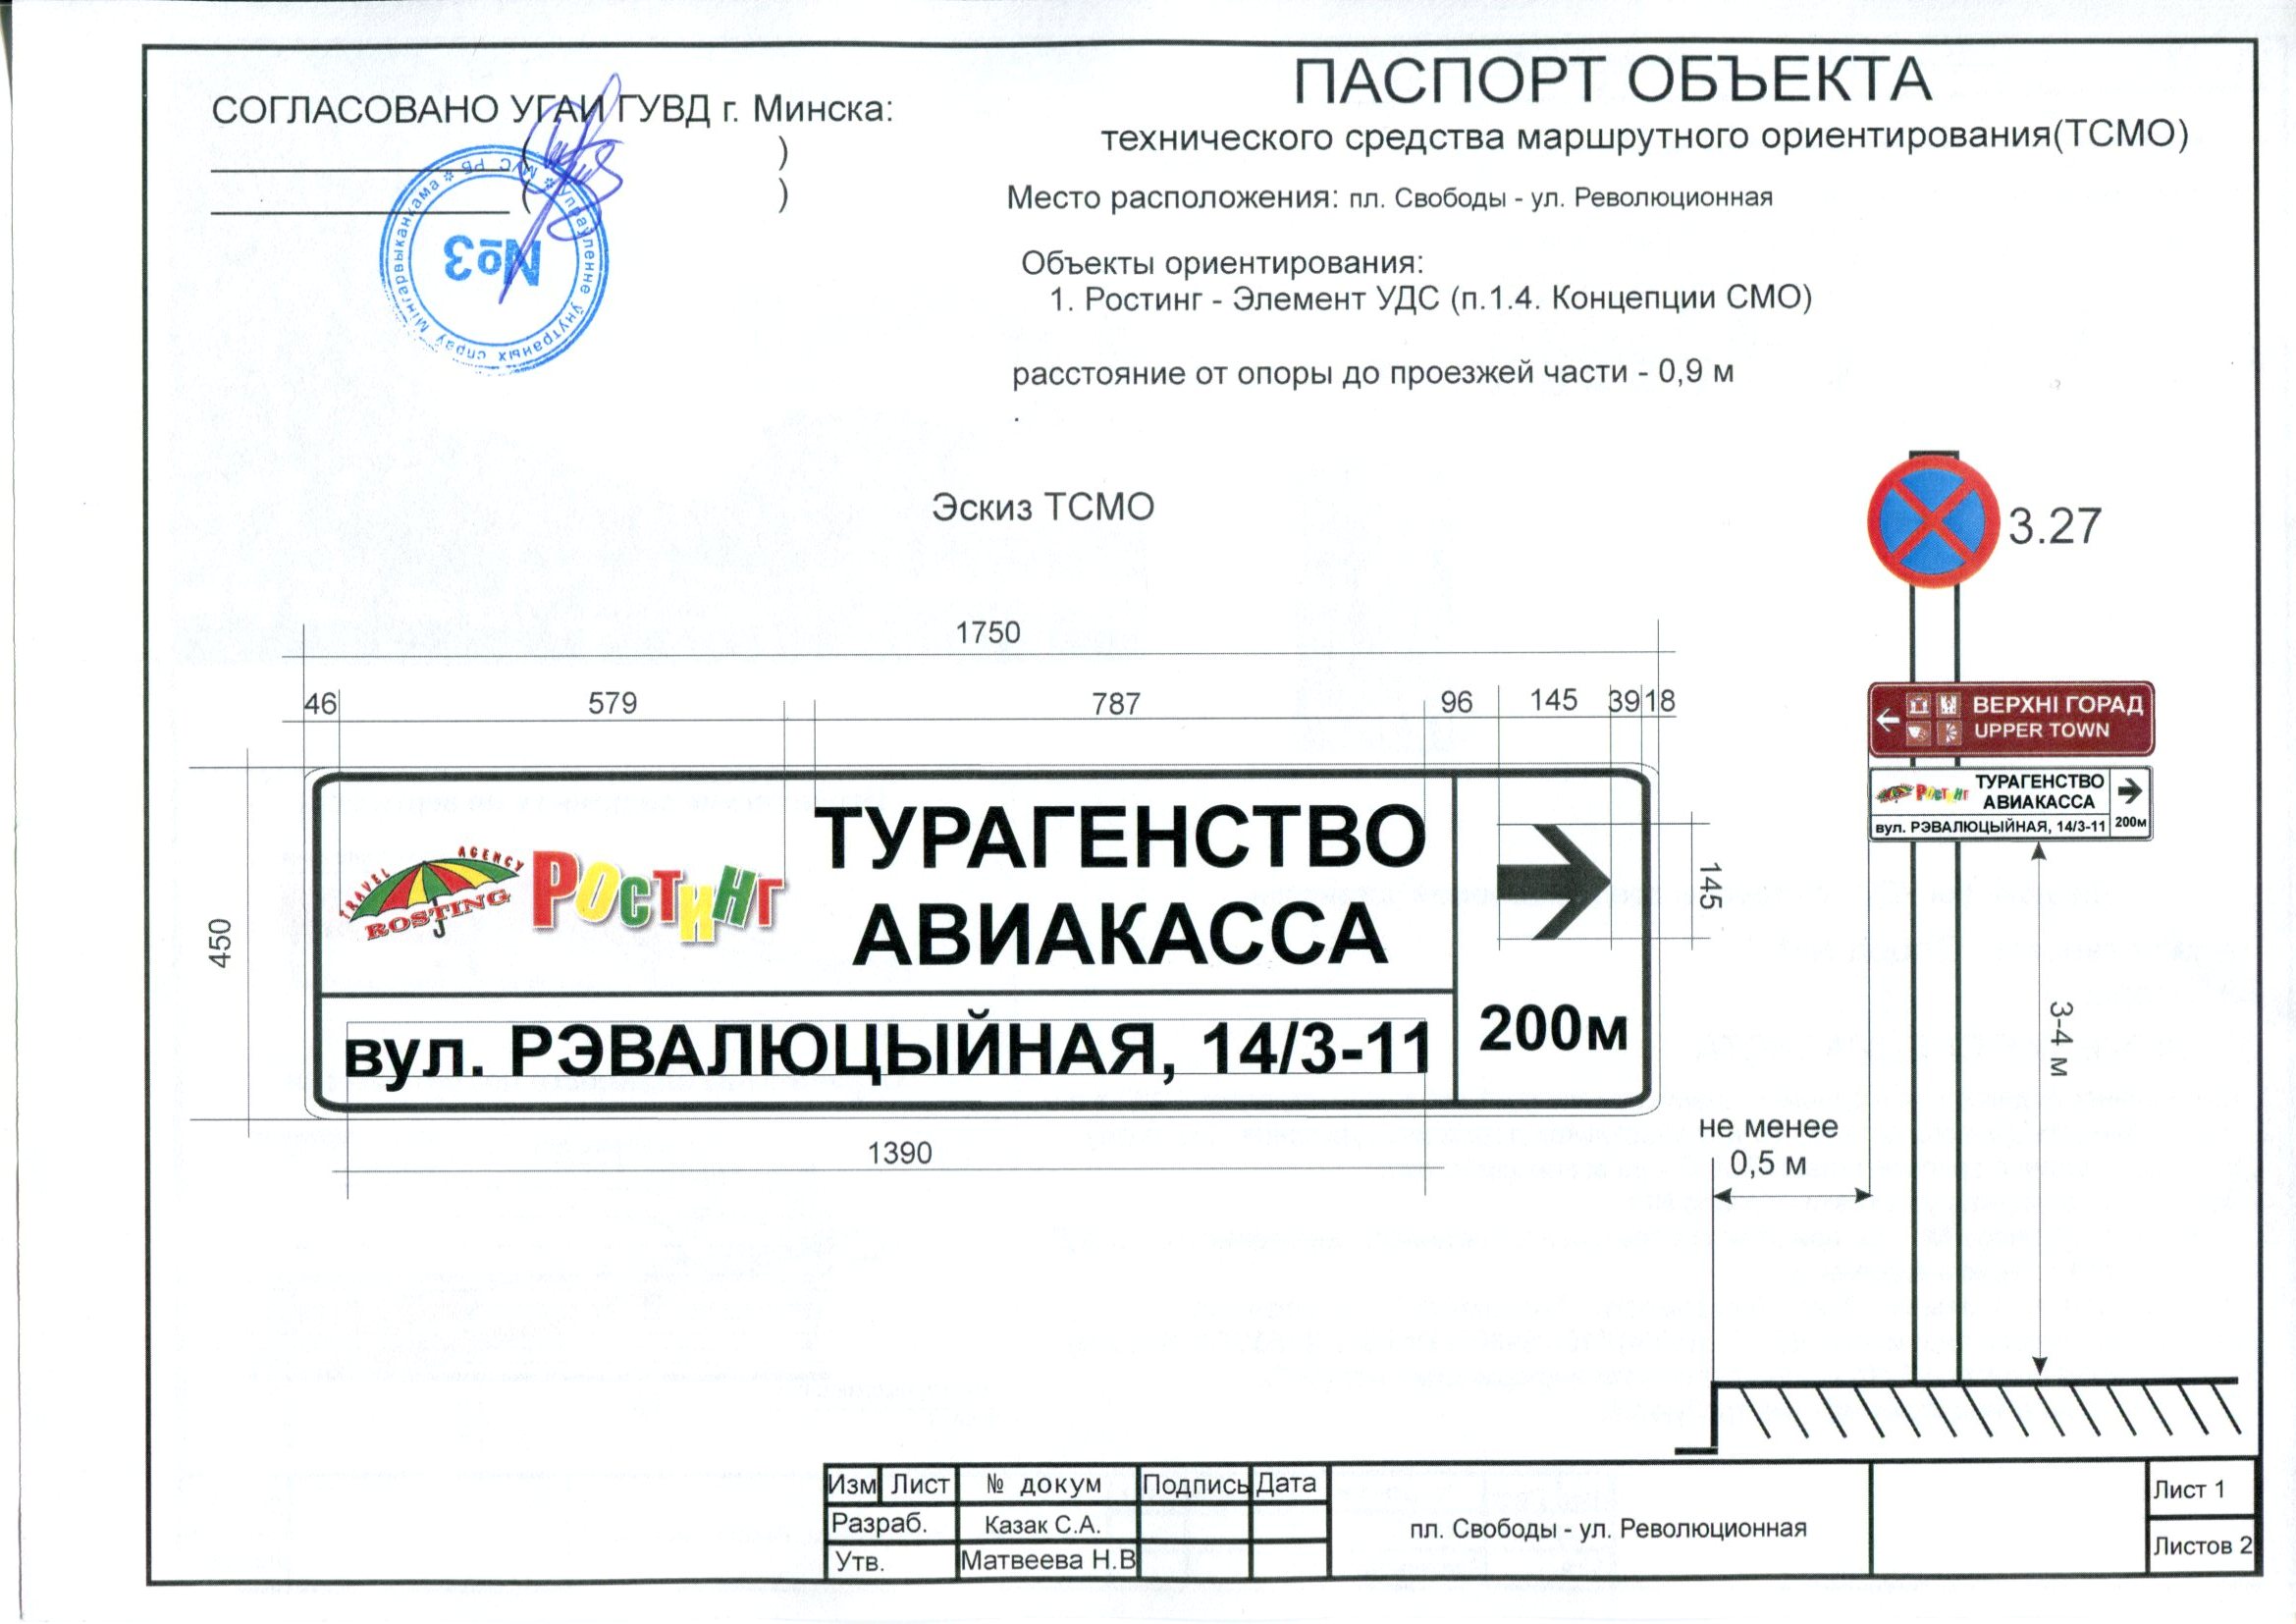 СОГЛАСОВАНО УГАИ ГУВД г. Минска:
( )
( )
Упраўленне ўнутраных спраў Мінгарвыканкама * МУС РБ *
№3
ПАСПОРТ ОБЪЕКТА
технического средства маршрутного ориентирования(ТСМО)
Место расположения: пл. Свободы - ул. Революционная
Объекты ориентирования:
1. Ростинг - Элемент УДС (п.1.4. Концепции СМО)
расстояние от опоры до проезжей части - 0,9 м
.
Эскиз ТСМО
3.27
1750
46 579 787 96 145 39 18
450
TRAVEL AGENCY
ROSTING
РОСТИНГ
ТУРАГЕНСТВО
АВИАКАССА
145
вул. РЭВАЛЮЦЫЙНАЯ, 14/3-11
200м
1390
ВЕРХНІ ГОРАД
UPPER TOWN
РОСТИНГ
ТУРАГЕНСТВО
АВИАКАССА
вул. РЭВАЛЮЦЫЙНАЯ, 14/3-11
200м
3-4 м
не менее
0,5 м
Изм Лист № докум Подпись Дата
Разраб. Казак С.А.
Утв. Матвеева Н.В
пл. Свободы - ул. Революционная
Лист 1
Листов 2